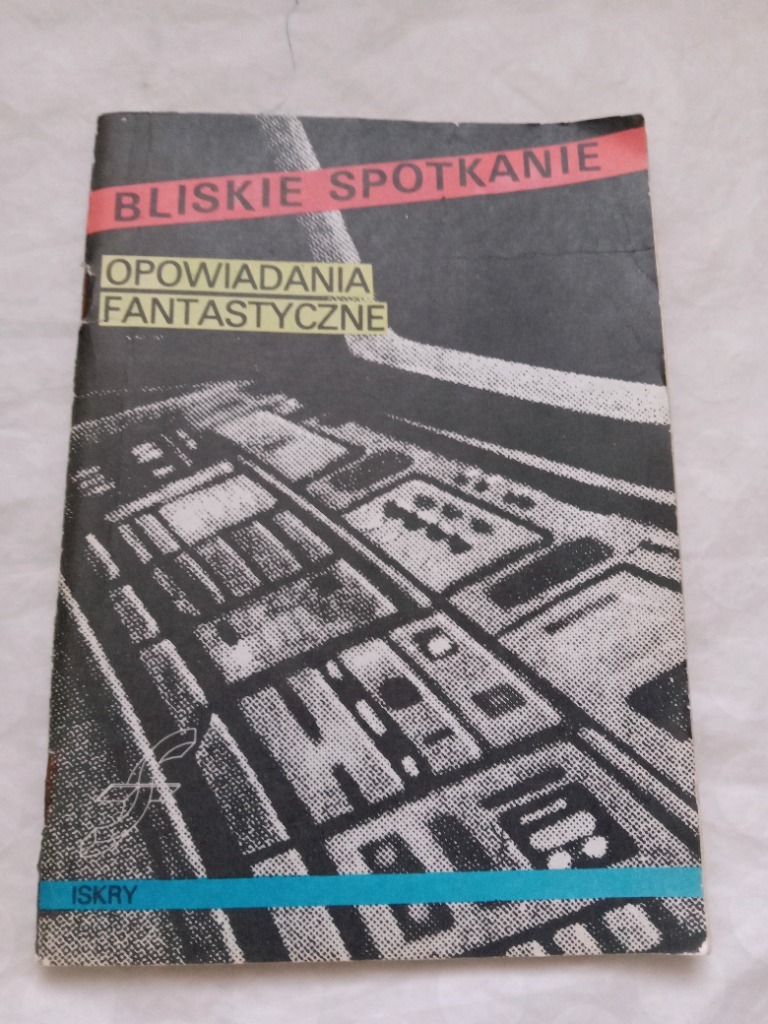 BLISKIE SPOTKANIE
OPOWIADANIA
FANTASTYCZNE
ISKRY